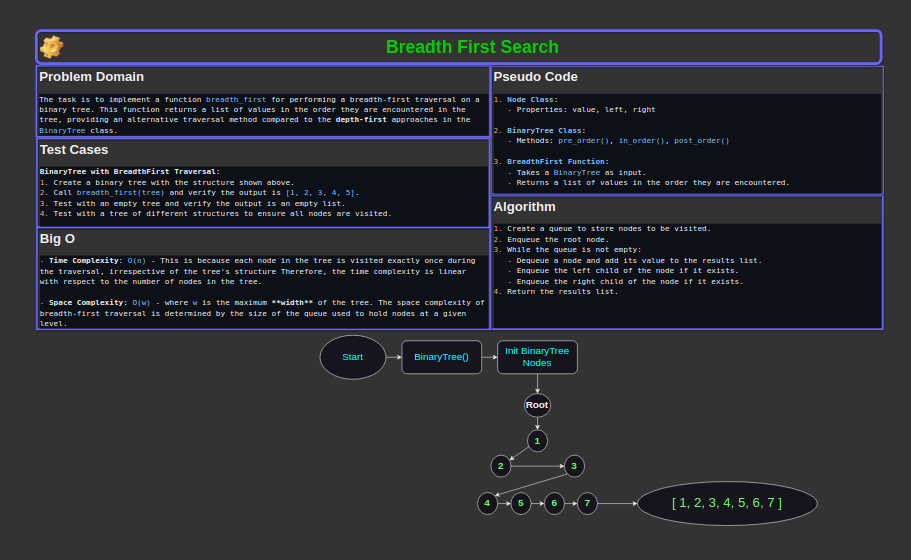 Breadth First Search
Problem Domain
The task is to implement a function breadth_first for performing a breadth-first traversal on a
binary tree. This function returns a list of values in the order they are encountered in the
tree, providing an alternative traversal method compared to the depth-first approaches in the
BinaryTree class.
Test Cases
BinaryTree with BreadthFirst Traversal:
1. Create a binary tree with the structure shown above.
2. Call breadth_first(tree) and verify the output is [1, 2, 3, 4, 5].
3. Test with an empty tree and verify the output is an empty list.
4. Test with a tree of different structures to ensure all nodes are visited.
Big O
- Time Complexity: O(n) - This is because each node in the tree is visited exactly once during
the traversal, irrespective of the tree's structure Therefore, the time complexity is linear
with respect to the number of nodes in the tree.
- Space Complexity: O(w) - where w is the maximum **width** of the tree. The space complexity of
breadth-first traversal is determined by the size of the queue used to hold nodes at a given
level.
Pseudo Code
1. Node Class:
- Properties: value, left, right
2. BinaryTree Class:
- Methods: pre_order(), in_order(), post_order()
3. BreadthFirst Function:
- Takes a BinaryTree as input.
- Returns a list of values in the order they are encountered.
Algorithm
1. Create a queue to store nodes to be visited.
2. Enqueue the root node.
3. While the queue is not empty:
- Dequeue a node and add its value to the results list.
- Enqueue the left child of the node if it exists.
- Enqueue the right child of the node if it exists.
4. Return the results list.
Start
BinaryTree()
Init BinaryTree
Nodes
Root
1
2
3
4
5
6
7
[ 1, 2, 3, 4, 5, 6, 7 ]